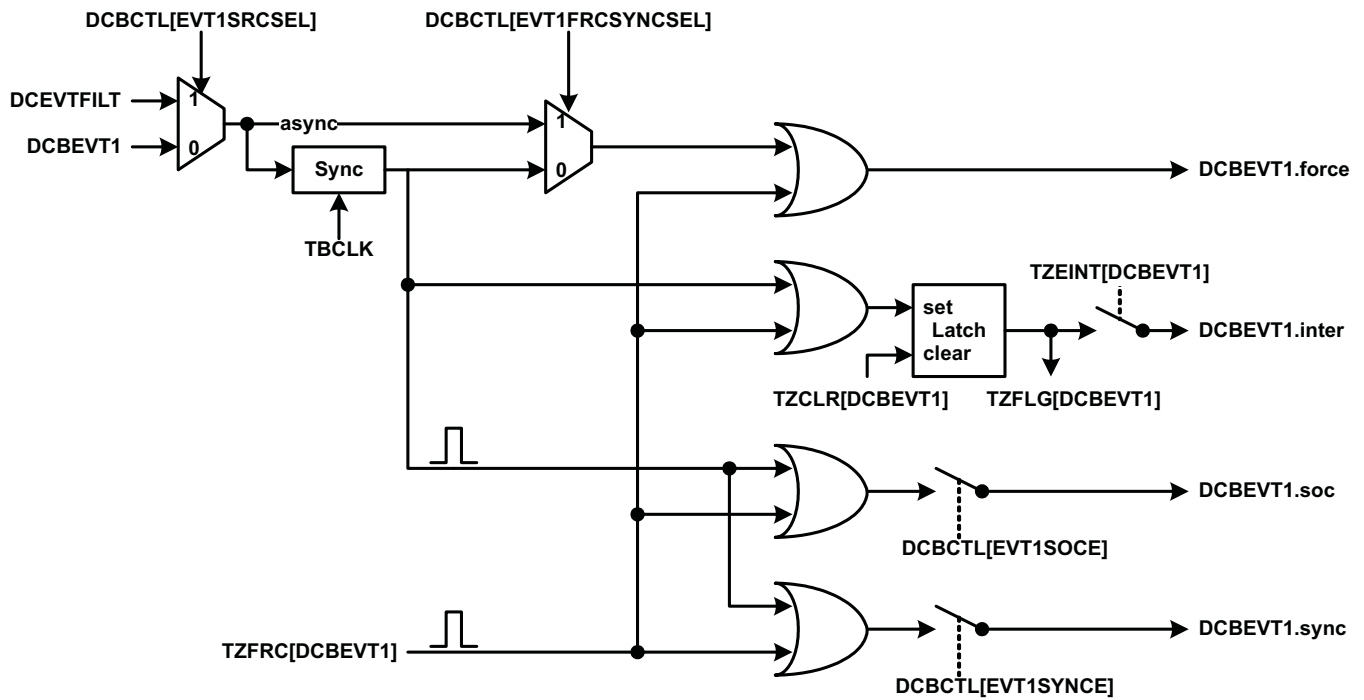 DCBCTL[EVT1SRCSEL]
DCBCTL[EVT1FRCSYNCSEL]
DCEVTFILT
1
async
1
DCBEVT1
0
Sync
0
DCBEVT1.force
TBCLK
TZEINT[DCBEVT1]
set
Latch
DCBEVT1.inter
clear
TZCLR[DCBEVT1]
TZFLG[DCBEVT1]
DCBEVT1.soc
DCBCTL[EVT1SOCE]
DCBEVT1.sync
TZFRC[DCBEVT1]
DCBCTL[EVT1SYNCE]